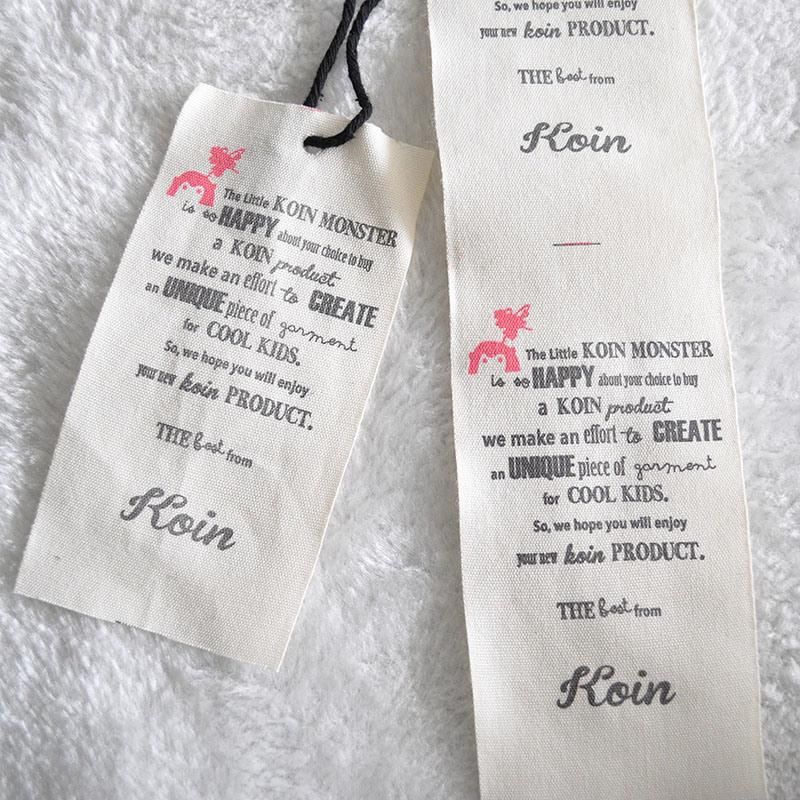 The Little KOIN MONSTER
is so HAPPY about your choice to buy
a KOIN product
we make an effort to CREATE
an UNIQUE piece of garment
for COOL KIDS.
So, we hope you will enjoy
your new koin PRODUCT.
THE best from
Koin
So, we hope you will enjoy
your new koin PRODUCT.
THE best from
Koin
The Little KOIN MONSTER
is so HAPPY about your choice to buy
a KOIN product
we make an effort to CREATE
an UNIQUE piece of garment
for COOL KIDS.
So, we hope you will enjoy
your new koin PRODUCT.
THE best from
Koin